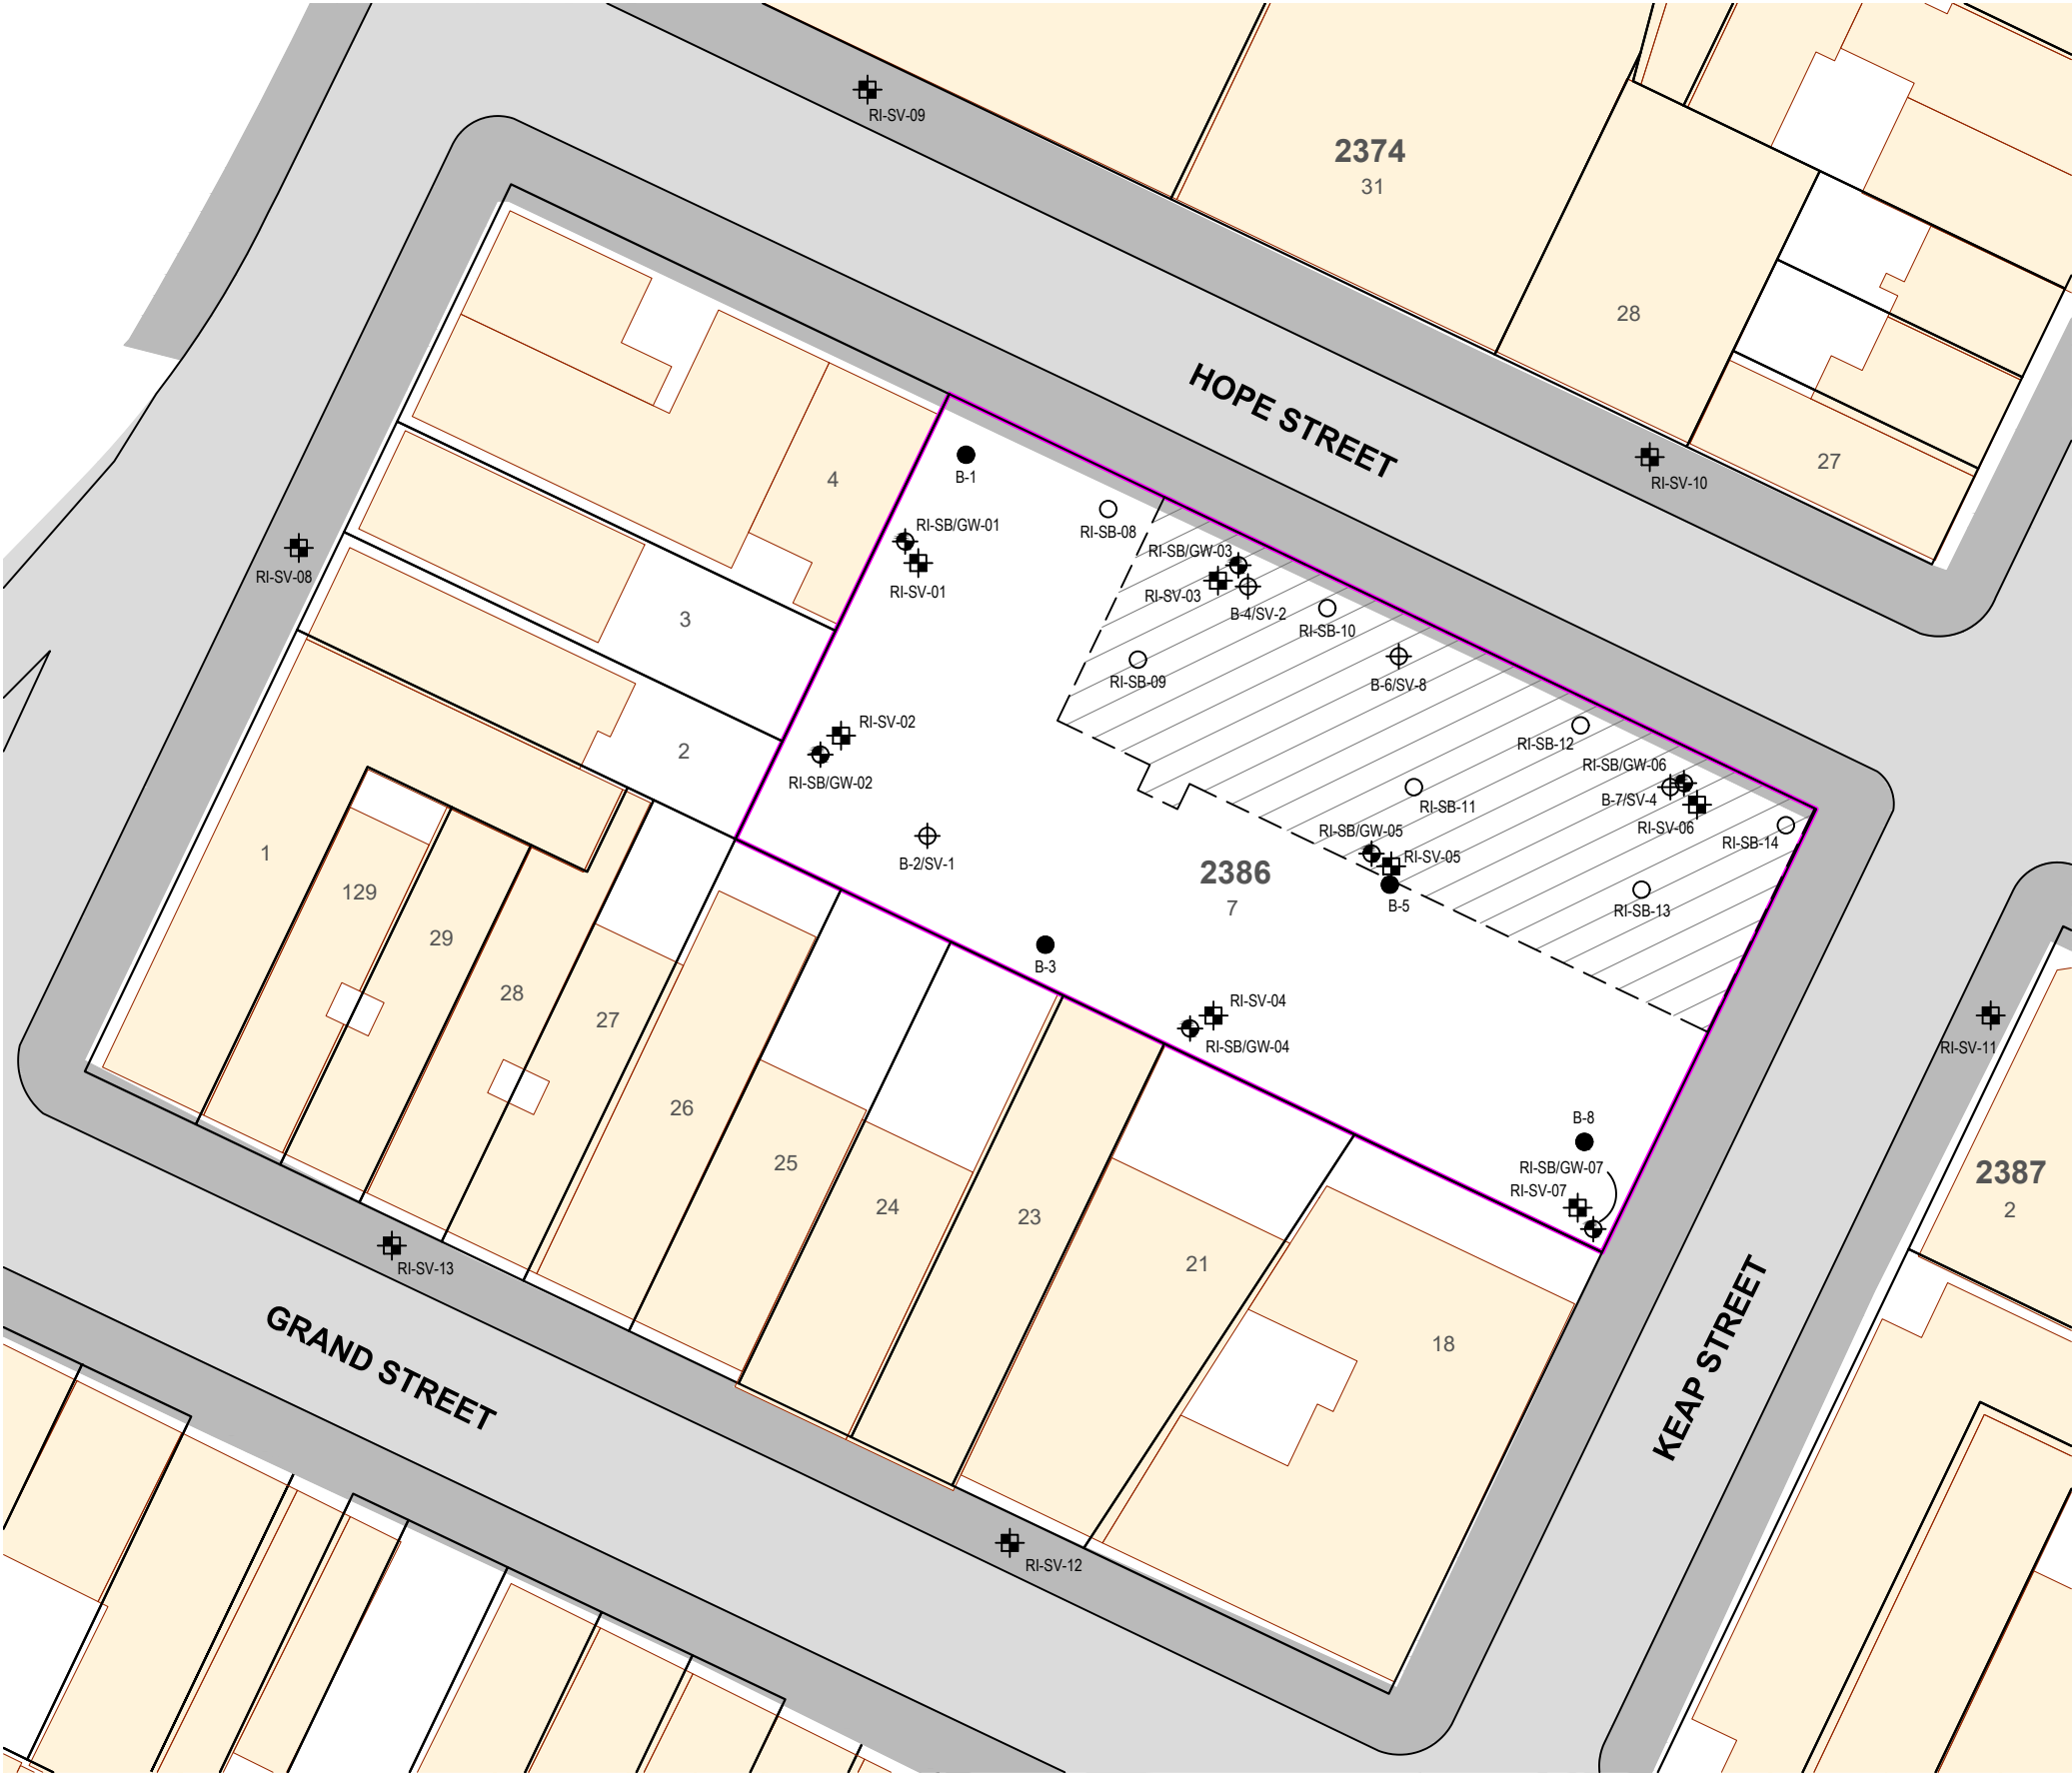 RI-SV-09
2374
31
28
HOPE STREET
27
RI-SV-10
4
B-1
RI-SB/GW-01
RI-SV-01
RI-SB-08
RI-SB/GW-03
RI-SV-03
B-4/SV-2
RI-SB-10
RI-SV-08
3
RI-SB-09
B-6/SV-8
RI-SV-02
2
RI-SB/GW-02
RI-SB-12
RI-SB/GW-06
B-7/SV-4
RI-SB-11
RI-SV-06
RI-SB/GW-05
RI-SB-14
1
B-2/SV-1
RI-SV-05
2386
7
129
B-5
RI-SB-13
29
B-3
28
RI-SV-04
27
RI-SB/GW-04
RI-SV-11
26
B-8
25
RI-SB/GW-07
2387
2
RI-SV-07
24
23
21
RI-SV-13
18
GRAND STREET
KEAP STREET
RI-SV-12